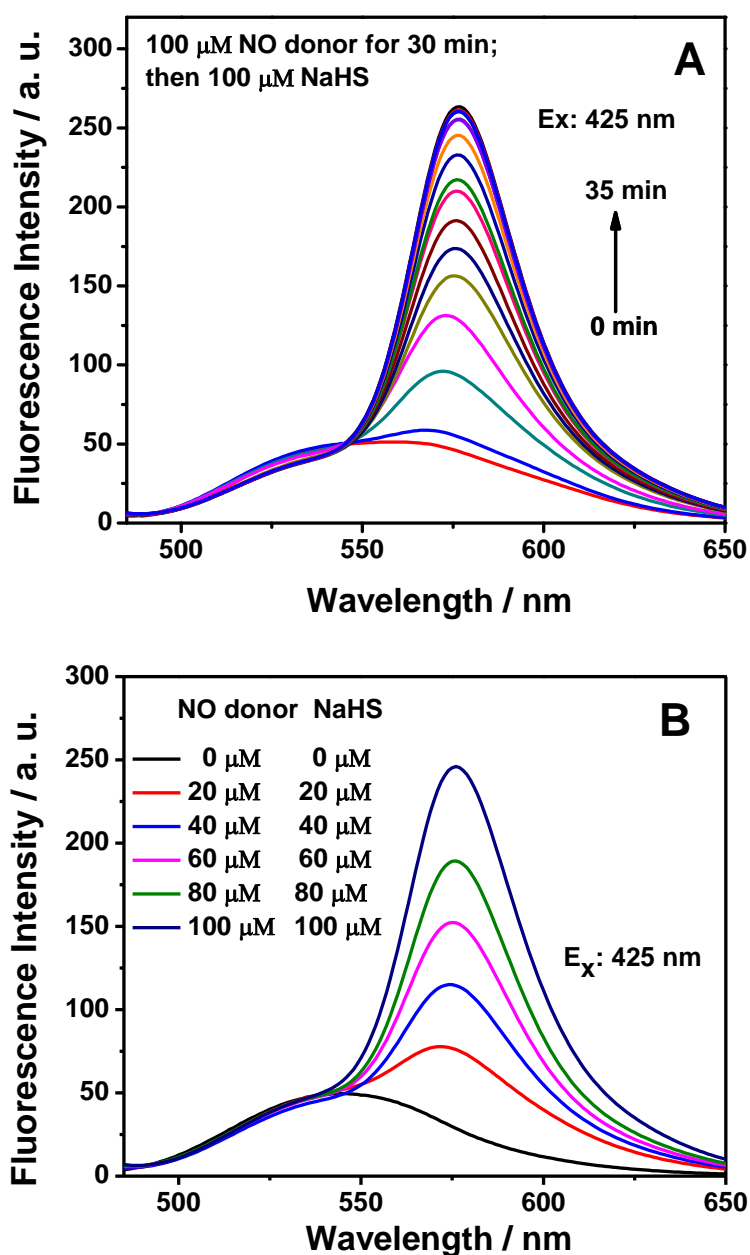 100 μM NO donor for 30 min;
then 100 μM NaHS
A
Ex: 425 nm
35 min
0 min
300
250
200
150
100
50
0
500 550 600 650
Fluorescence Intensity / a. u.
Wavelength / nm
B
NO donor NaHS
0 μM 0 μM
20 μM 20 μM
40 μM 40 μM
60 μM 60 μM
80 μM 80 μM
100 μM 100 μM
Ex: 425 nm
300
250
200
150
100
50
0
500 550 600 650
Fluorescence Intensity / a. u.
Wavelength / nm